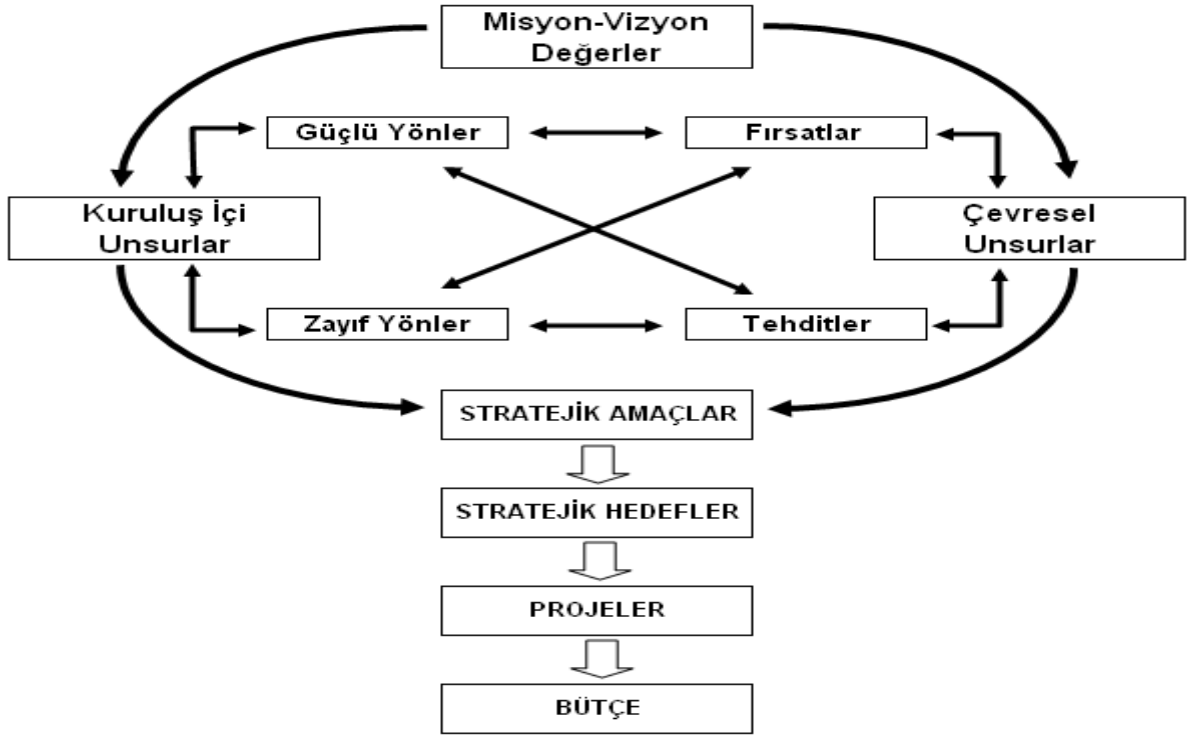 Misyon-Vizyon
Değerler
Güçlü Yönler
Fırsatlar
Kuruluş İçi
Unsurlar
Çevresel
Unsurlar
Zayıf Yönler
Tehditler
STRATEJİK AMAÇLAR
STRATEJİK HEDEFLER
PROJELER
BÜTÇE